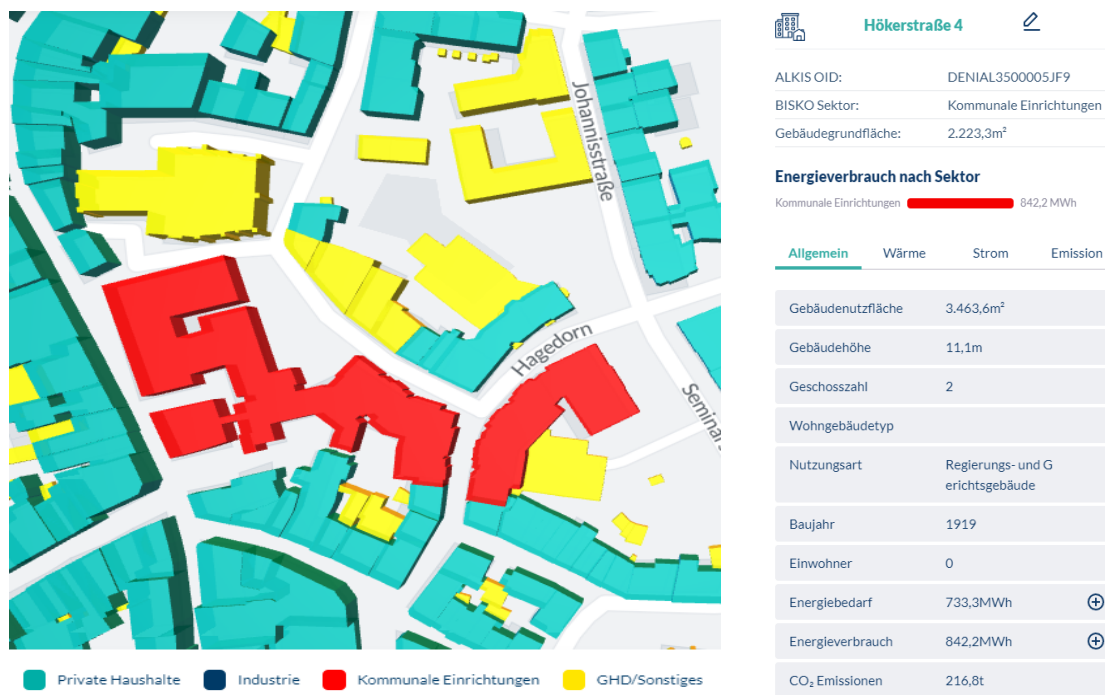 Johannisstraße
Hagedorn
Seminars
Private Haushalte
Industrie
Kommunale Einrichtungen
GHD/Sonstiges
Hökerstraße 4
ALKIS OID: DENIAL3500005JF9
BISKO Sektor: Kommunale Einrichtungen
Gebäudegrundfläche: 2.223,3m²
Energieverbrauch nach Sektor
Kommunale Einrichtungen 842,2 MWh
Allgemein Wärme Strom Emission
Gebäudenutzfläche 3.463,6m²
Gebäudehöhe 11,1m
Geschosszahl 2
Wohngebäudetyp
Nutzungsart Regierungs- und G
erichtsgebäude
Baujahr 1919
Einwohner 0
Energiebedarf 733,3MWh
Energieverbrauch 842,2MWh
CO₂ Emissionen 216,8t